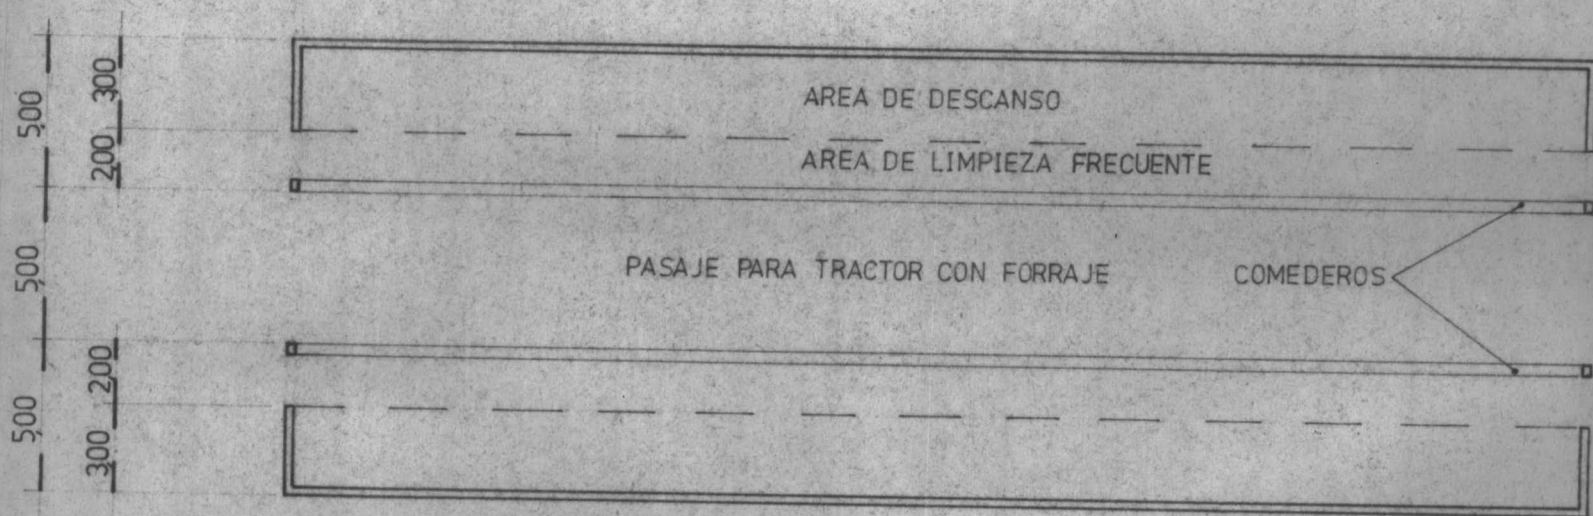 500
300
200
AREA DE DESCANSO
AREA DE LIMPIEZA FRECUENTE
500
PASAJE PARA TRACTOR CON FORRAJE
COMEDEROS
500
200
300